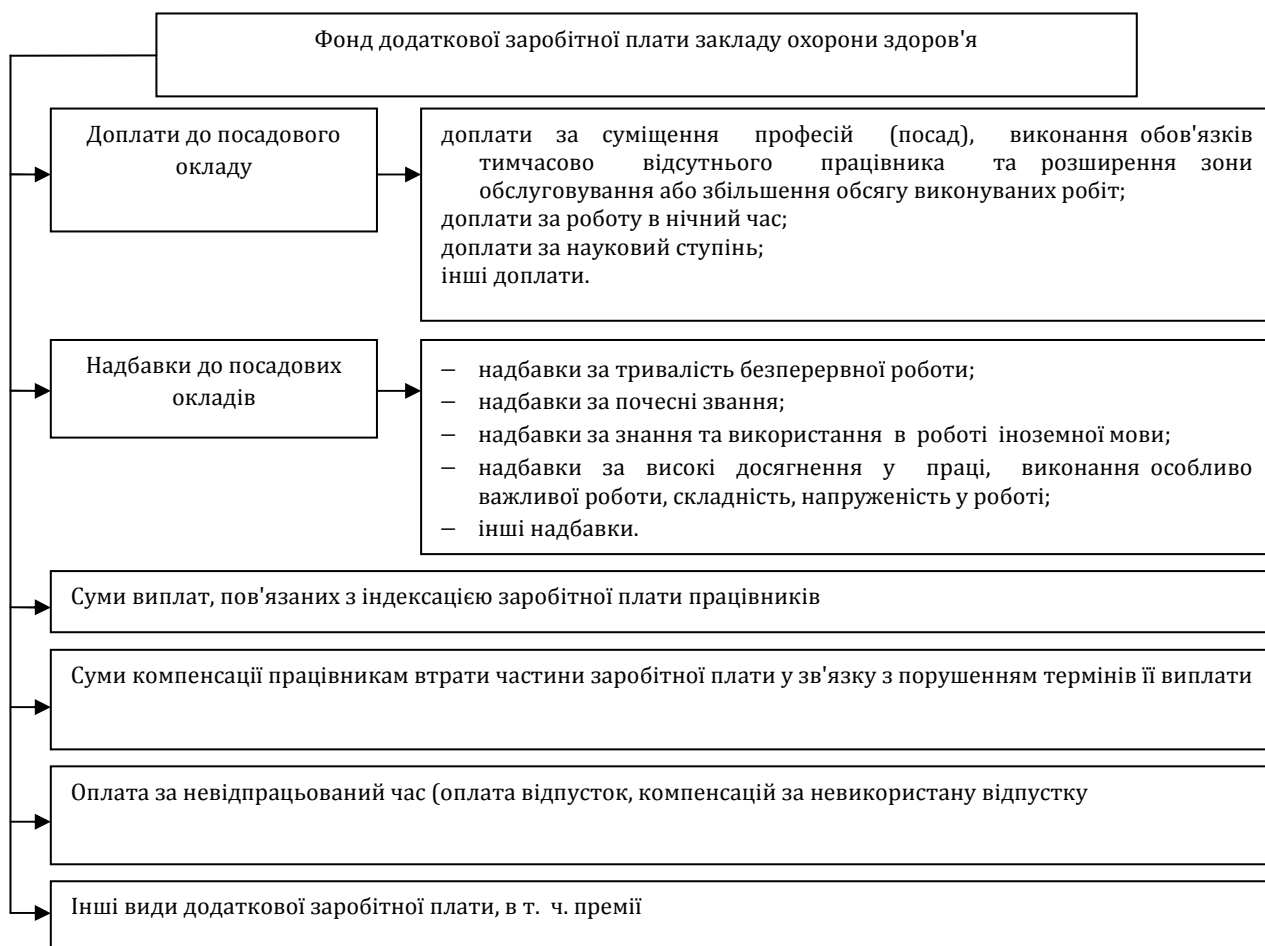 Фонд додаткової заробітної плати закладу охорони здоров'я
Доплати до посадового
окладу
доплати за суміщення професій (посад), виконання обов'язків
тимчасово відсутнього працівника та розширення зони
обслуговування або збільшення обсягу виконуваних робіт;
доплати за роботу в нічний час;
доплати за науковий ступінь;
інші доплати.
Надбавки до посадових
окладів
– надбавки за тривалість безперервної роботи;
– надбавки за почесні звання;
– надбавки за знання та використання в роботі іноземної мови;
– надбавки за високі досягнення у праці, виконання особливо
важливої роботи, складність, напруженість у роботі;
– інші надбавки.
Суми виплат, пов'язаних з індексацією заробітної плати працівників
Суми компенсації працівникам втрати частини заробітної плати у зв'язку з порушенням термінів її виплати
Оплата за невідпрацьований час (оплата відпусток, компенсацій за невикористану відпустку
Інші види додаткової заробітної плати, в т. ч. премії